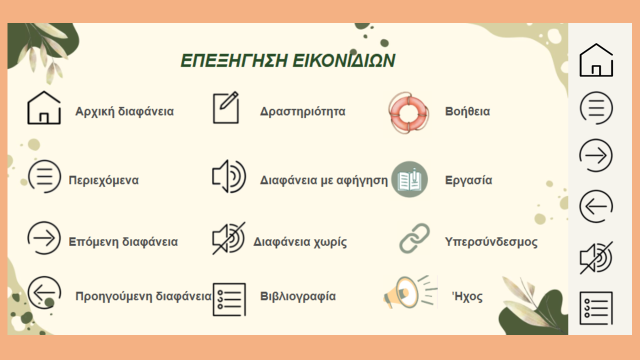 ΕΠΕΞΗΓΗΣΗ ΕΙΚΟΝΙΔΙΩΝ
Αρχική διαφάνεια
Δραστηριότητα
Βοήθεια
Περιεχόμενα
Διαφάνεια με αφήγηση
Εργασία
Επόμενη διαφάνεια
Διαφάνεια χωρίς
Υπερσύνδεσμος
Προηγούμενη διαφάνεια
Βιβλιογραφία
Ήχος